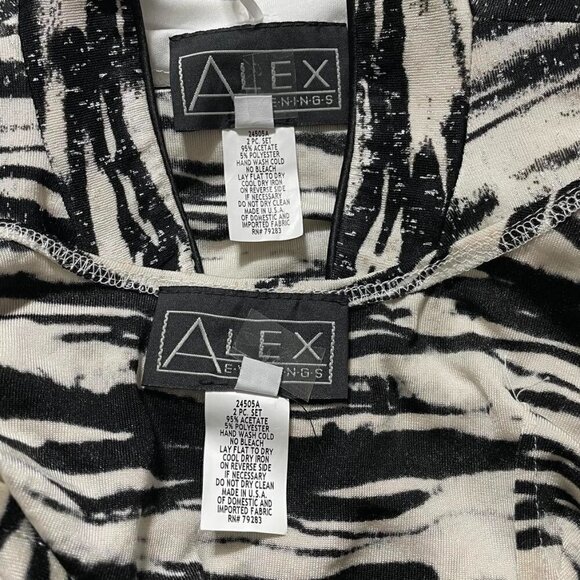 ALEX
E·N·I·N·G·S
24505A
2 PC. SET
95% ACETATE
5% POLYESTER
HAND WASH COLD
NO BLEACH
LAY FLAT TO DRY
COOL DRY IRON
ON REVERSE SIDE
IF NECESSARY
DO NOT DRY CLEAN
MADE IN U.S.A.
OF DOMESTIC AND
IMPORTED FABRIC
RN# 79283
ALEX
E·V·E·N·I·N·G·S
24505A
2 PC. SET
95% ACETATE
5% POLYESTER
HAND WASH COLD
NO BLEACH
LAY FLAT TO DRY
COOL DRY IRON
ON REVERSE SIDE
IF NECESSARY
DO NOT DRY CLEAN
MADE IN U.S.A.
OF DOMESTIC AND
IMPORTED FABRIC
RN# 79283